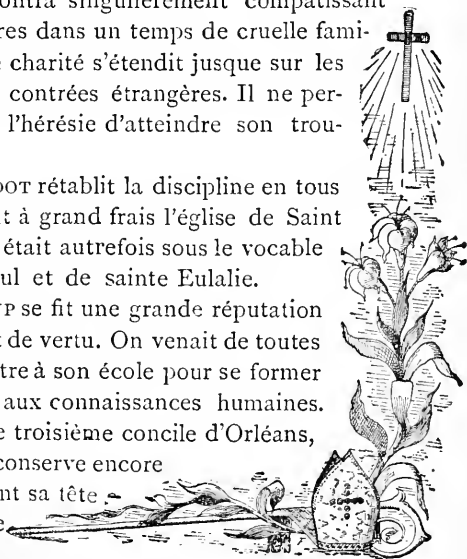 ntra singulièrement compatissant
res dans un temps de cruelle fami-
charité s'étendit jusque sur les
contrées étrangères. Il ne per-
l'hérésie d'atteindre son trou-
DOT rétablit la discipline en tous
t à grand frais l'église de Saint
était autrefois sous le vocable
ul et de sainte Eulalie.
se fit une grande réputation
de vertu. On venait de toutes
tre à son école pour se former
aux connaissances humaines.
e troisième concile d'Orléans,
conserve encore
nt sa tête